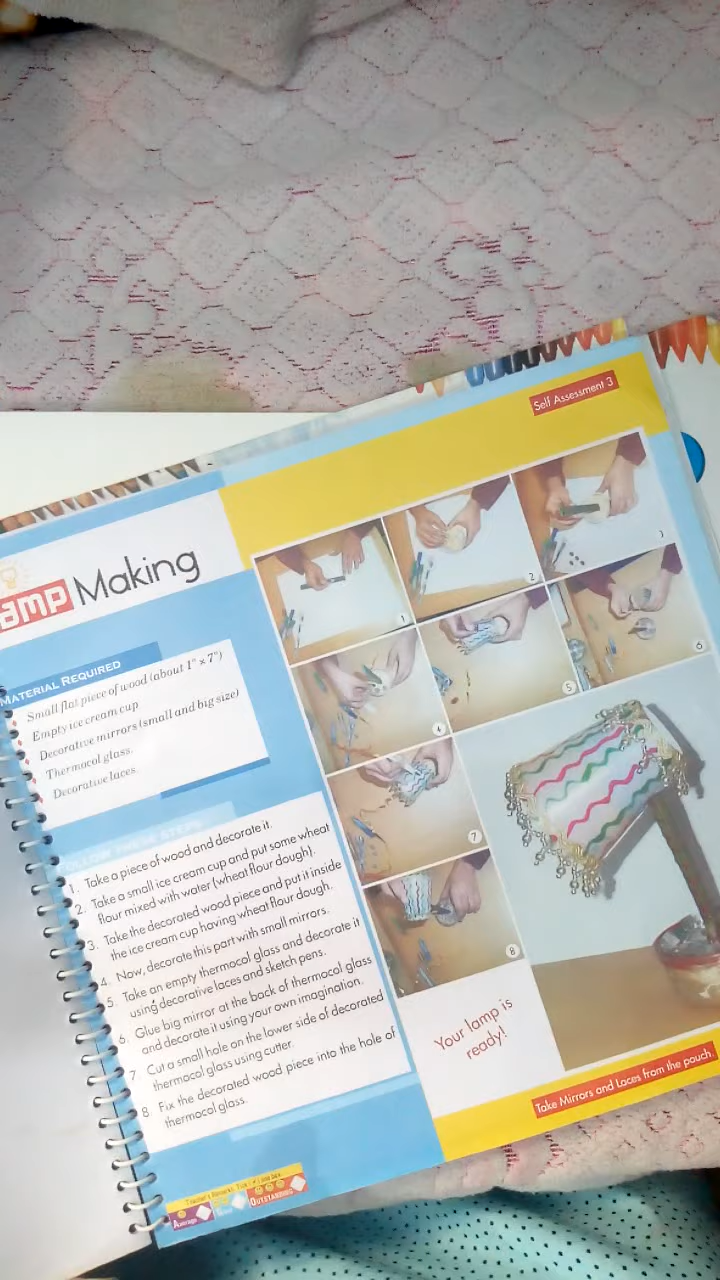 Self Assessment 3
amp Making
MATERIAL REQUIRED
Small flat piece of wood (about 1" x 7")
Empty ice cream cup
Decorative mirrors (small and big size)
Thermocol glass.
Decorative laces
FOLLOW THESE STEPS
1. Take a piece of wood and decorate it.
2. Take a small ice cream cup and put some wheat
flour mixed with water (wheat flour dough).
3. Take the decorated wood piece and put it inside
the ice cream cup having wheat flour dough.
4. Now, decorate this part with small mirrors.
5. Take an empty thermocol glass and decorate it
using decorative laces and sketch pens.
6. Glue big mirror at the back of thermocol glass
and decorate it using your own imagination.
7 Cut a small hole on the lower side of decorated
thermocol glass using cutter.
8. Fix the decorated wood piece into the hole of
thermocol glass.
1
2
3
4
5
6
7
8
Your lamp is
ready!
Take Mirrors and Laces from the pouch.
Teacher's Remarks: Tick
Average
OUTSTANDING